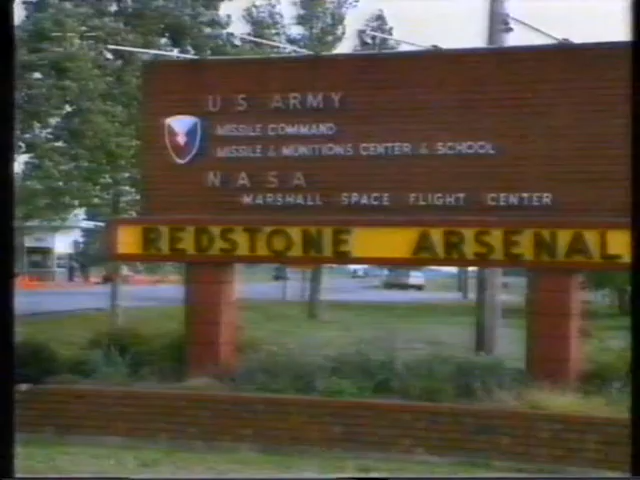 U S ARMY
MISSILE COMMAND
MISSILE & MUNITIONS CENTER & SCHOOL
N A S A
MARSHALL SPACE FLIGHT CENTER
REDSTONE ARSENAL